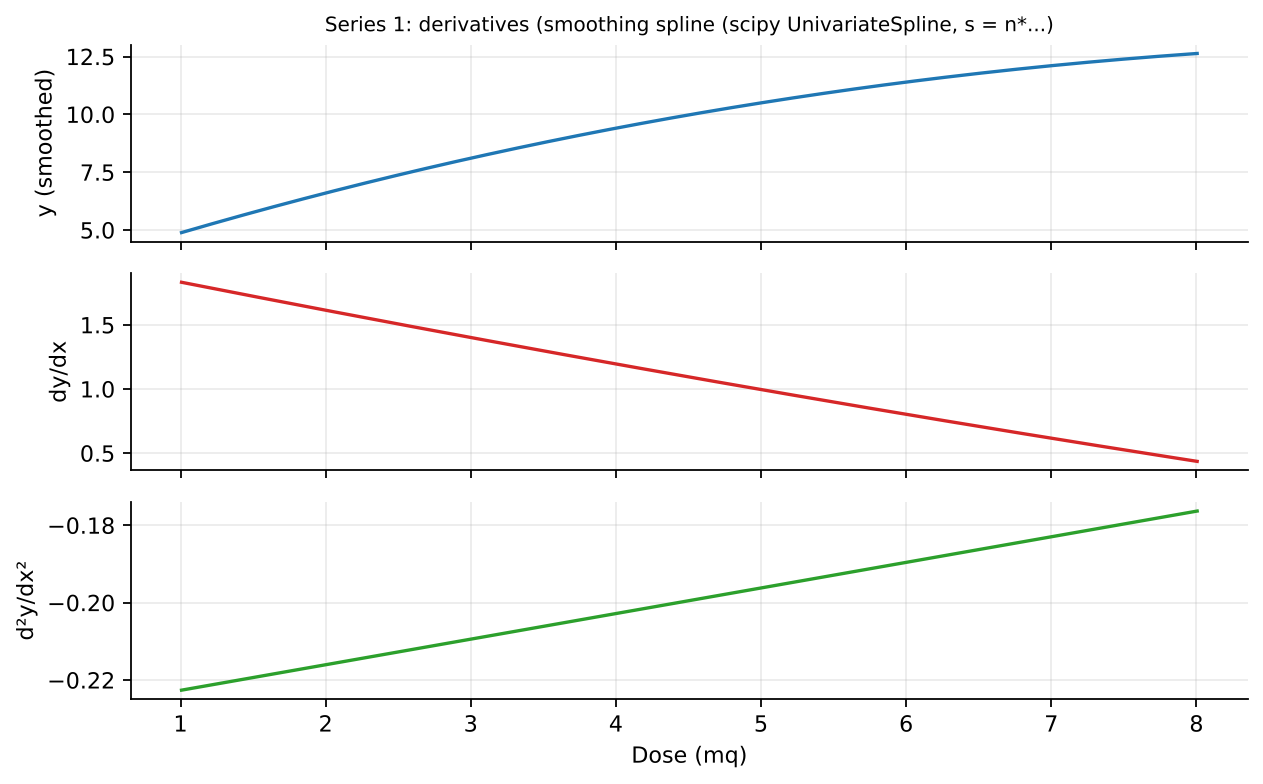 Series 1: derivatives (smoothing spline (scipy UnivariateSpline, s = n*...)
12.5
10.0
7.5
5.0
y (smoothed)
1.5
1.0
0.5
dy/dx
−0.18
−0.20
−0.22
d²y/dx²
1 2 3 4 5 6 7 8
Dose (mq)